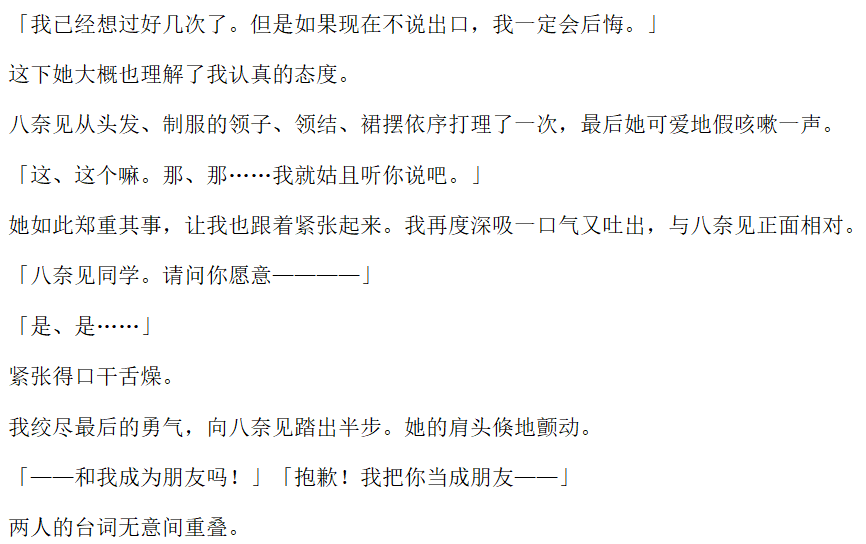 「我已经想过好几次了。但是如果现在不说出口，我一定会后悔。」
这下她大概也理解了我认真的态度。
八奈见从头发、制服的领子、领结、裙摆依序打理了一次，最后她可爱地假咳嗽一声。
「这、这个嘛。那、那……我就姑且听你说吧。」
她如此郑重其事，让我也跟着紧张起来。我再度深吸一口气又吐出，与八奈见正面相对。
「八奈见同学。请问你愿意————」
「是、是……」
紧张得口干舌燥。
我绞尽最后的勇气，向八奈见踏出半步。她的肩头倏地颤动。
「——和我成为朋友吗！」「抱歉！我把你当成朋友——」
两人的台词无意间重叠。